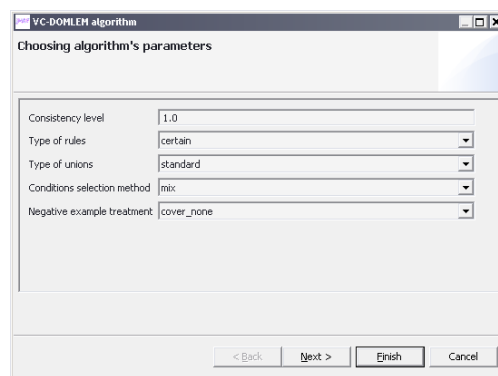 VC-DOMLEM algorithm
Choosing algorithm's parameters
Consistency level 1.0
Type of rules certain
Type of unions standard
Conditions selection method mix
Negative example treatment cover_none
< Back Next > Finish Cancel